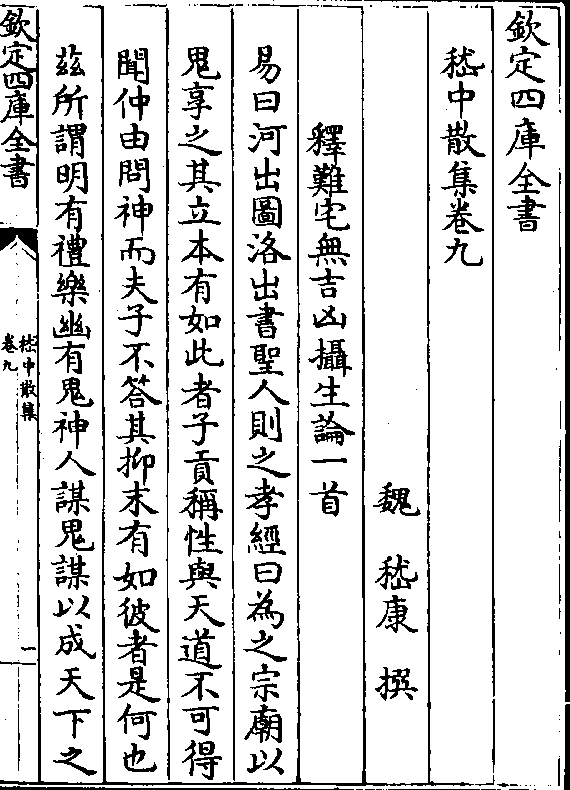 欽定四庫全書
嵇中散集卷九
魏 嵇康 撰
釋難宅無吉凶攝生論一首
易曰河出圖洛出書聖人則之孝經曰為之宗廟以
鬼享之其立本有如此者子貢稱性與天道不可得
聞仲由問神而夫子不答其抑末有如彼者是何也
茲所謂明有禮樂幽有鬼神人謀鬼謀以成天下之
欽定四庫全書
嵇中散集
卷九
一